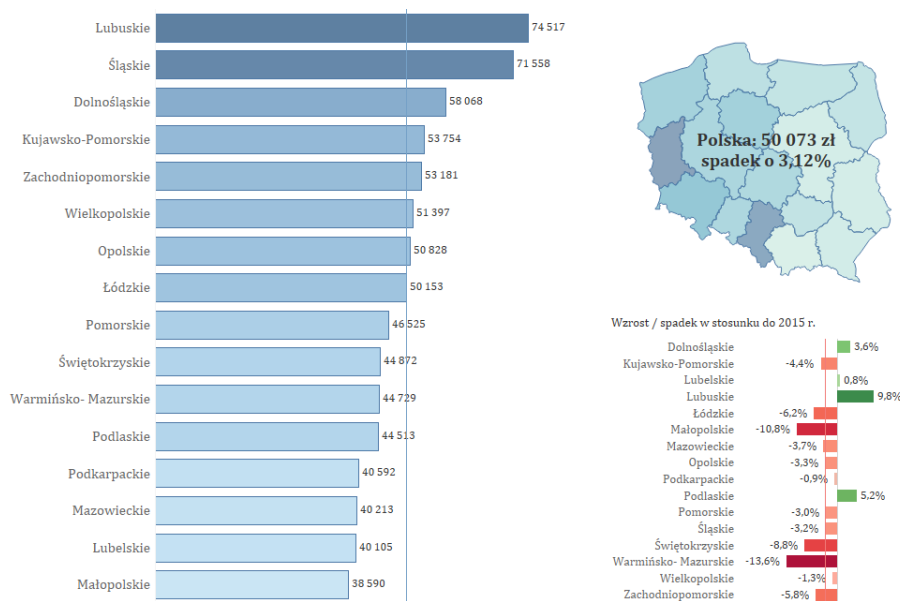 Lubuskie 74 517
Śląskie 71 558
Dolnośląskie 58 068
Kujawsko-Pomorskie 53 754
Zachodniopomorskie 53 181
Wielkopolskie 51 397
Opolskie 50 828
Łódzkie 50 153
Pomorskie 46 525
Świętokrzyskie 44 872
Warmińsko- Mazurskie 44 729
Podlaskie 44 513
Podkarpackie 40 592
Mazowieckie 40 213
Lubelskie 40 105
Małopolskie 38 590
Polska: 50 073 zł
spadek o 3,12%
Wzrost / spadek w stosunku do 2015 r.
Dolnośląskie 3,6%
Kujawsko-Pomorskie -4,4%
Lubelskie 0,8%
Lubuskie 9,8%
Łódzkie -6,2%
Małopolskie -10,8%
Mazowieckie -3,7%
Opolskie -3,3%
Podkarpackie -0,9%
Podlaskie 5,2%
Pomorskie -3,0%
Śląskie -3,2%
Świętokrzyskie -8,8%
Warmińsko- Mazurskie -13,6%
Wielkopolskie -1,3%
Zachodniopomorskie -5,8%